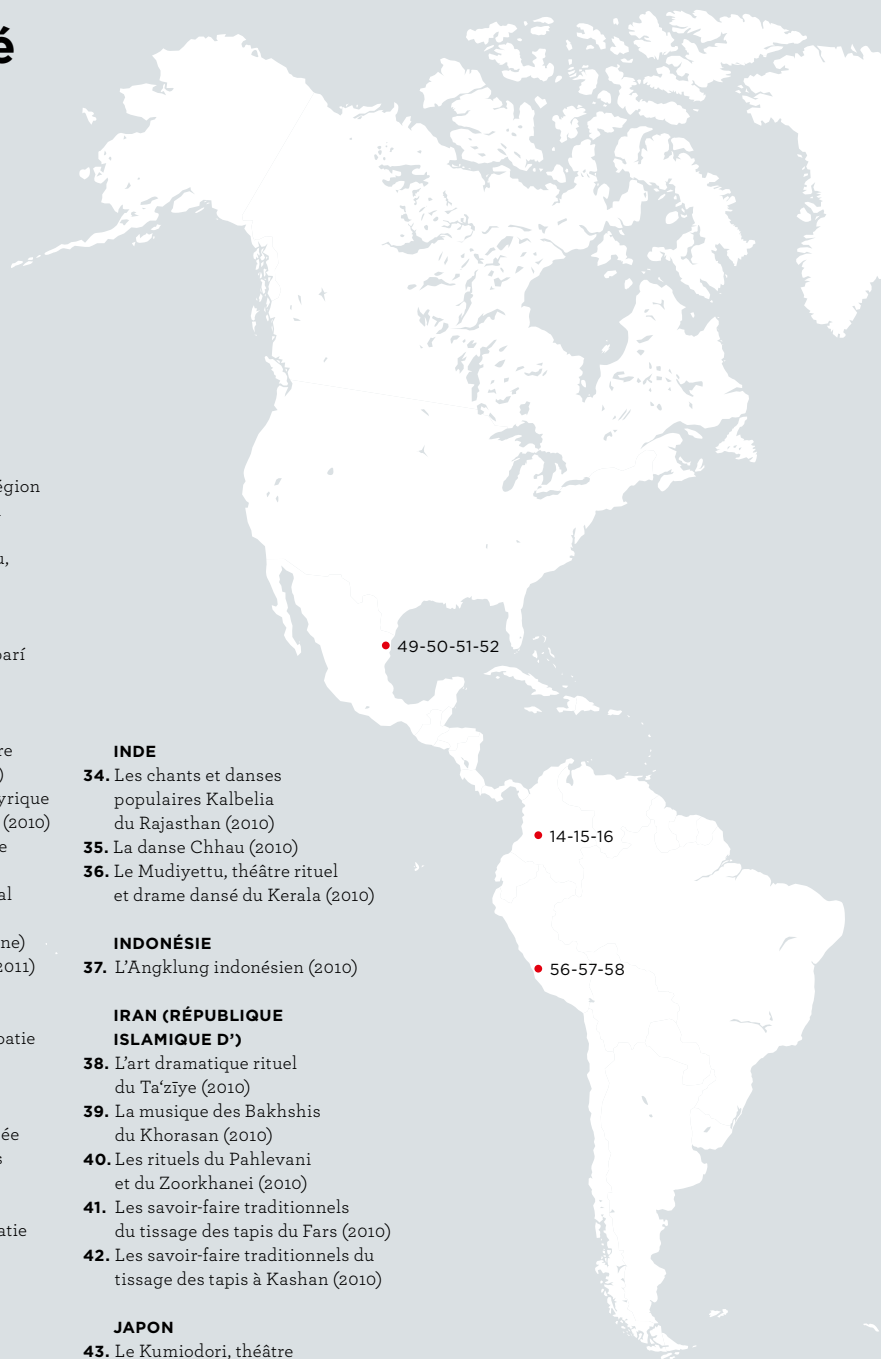 é
égion
u,
arí
re
)
yrique
(2010)
e
al
ne)
2011)
atie
ée
s
atie
INDE
34. Les chants et danses
populaires Kalbelia
du Rajasthan (2010)
35. La danse Chhau (2010)
36. Le Mudiyettu, théâtre rituel
et drame dansé du Kerala (2010)
INDONÉSIE
37. L’Angklung indonésien (2010)
IRAN (RÉPUBLIQUE
ISLAMIQUE D’)
38. L’art dramatique rituel
du Ta‘zīye (2010)
39. La musique des Bakhshis
du Khorasan (2010)
40. Les rituels du Pahlevani
et du Zoorkhanei (2010)
41. Les savoir-faire traditionnels
du tissage des tapis du Fars (2010)
42. Les savoir-faire traditionnels du
tissage des tapis à Kashan (2010)
JAPON
43. Le Kumiodori, théâtre
49-50-51-52
14-15-16
56-57-58